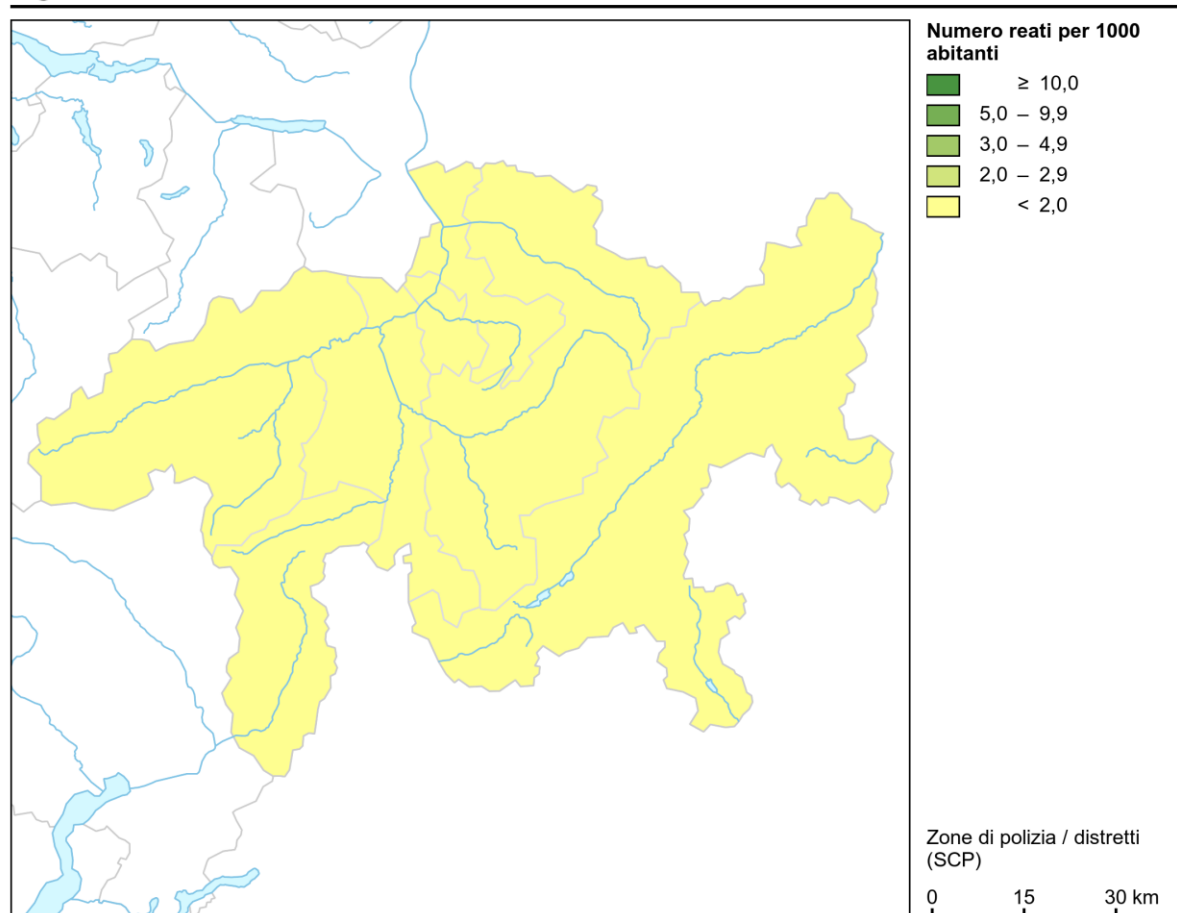 Numero reati per 1000
abitanti
≥ 10,0
5,0 – 9,9
3,0 – 4,9
2,0 – 2,9
< 2,0
Zone di polizia / distretti
(SCP)
0 15 30 km